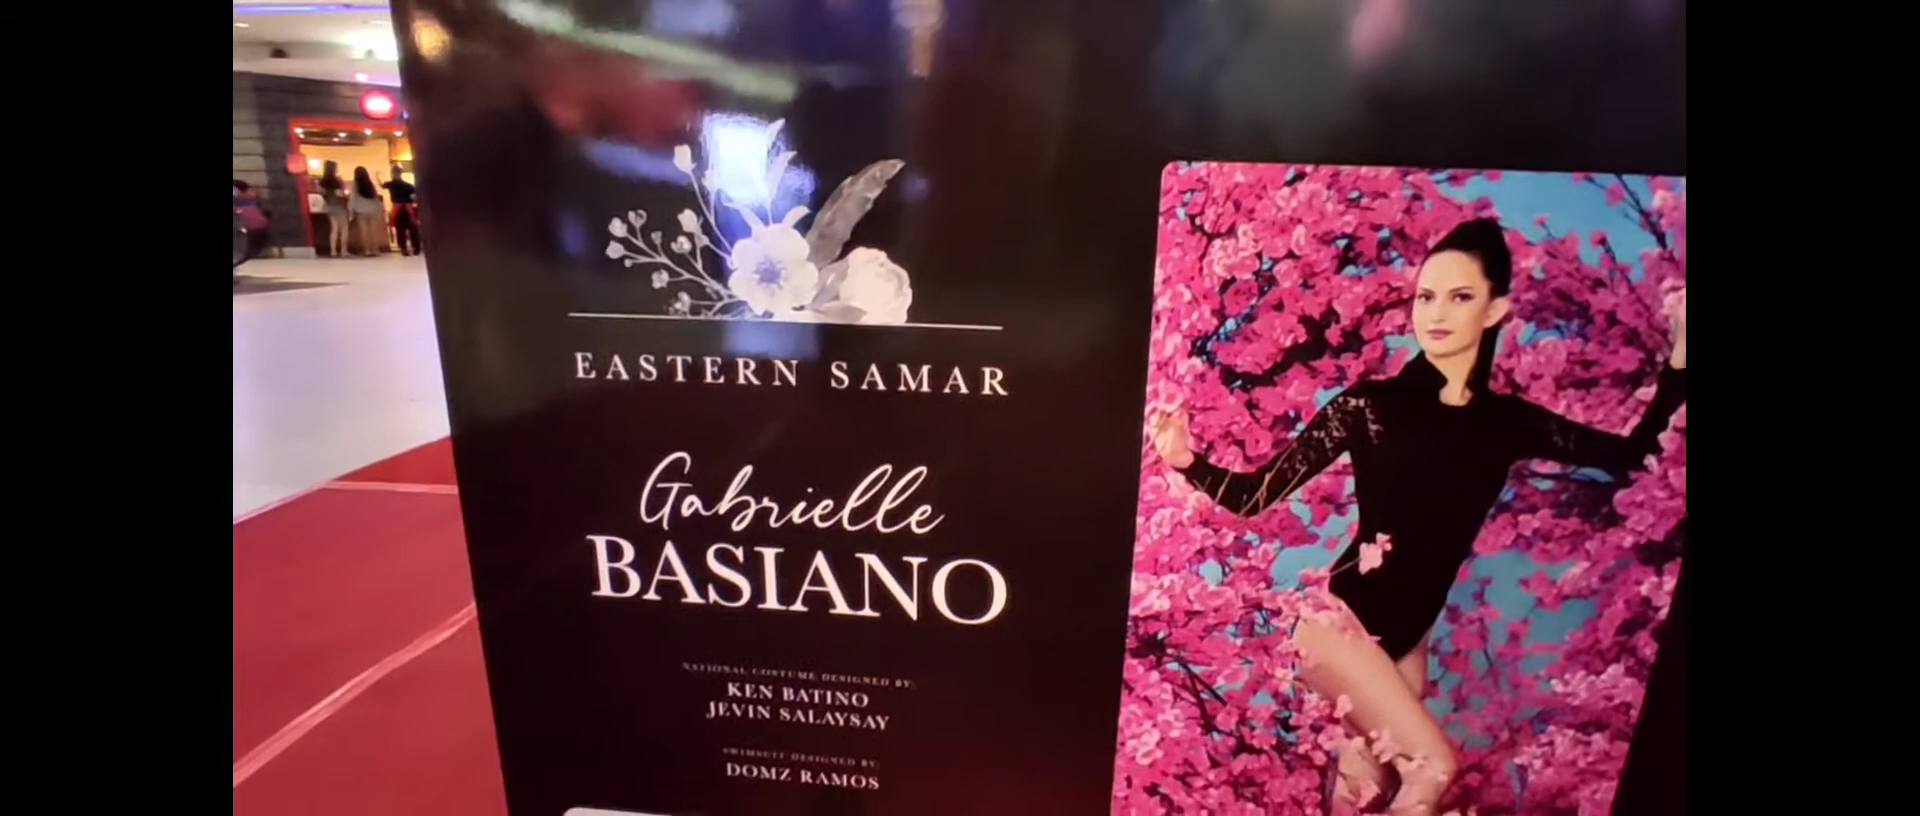 EASTERN SAMAR
Gabrielle
BASIANO
NATIONAL COSTUME DESIGNED BY:
KEN BATINO
JEVIN SALAYSAY
SWIMSUIT DESIGNED BY:
DOMZ RAMOS